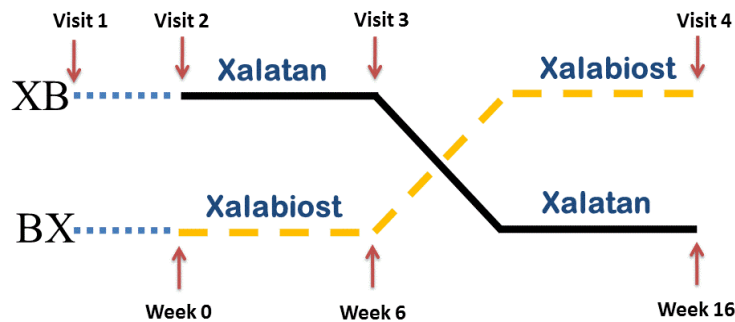 Visit 1 Visit 2 Visit 3 Visit 4
Xalatan Xalabiost
XB
Xalabiost Xalatan
BX
Week 0 Week 6 Week 16